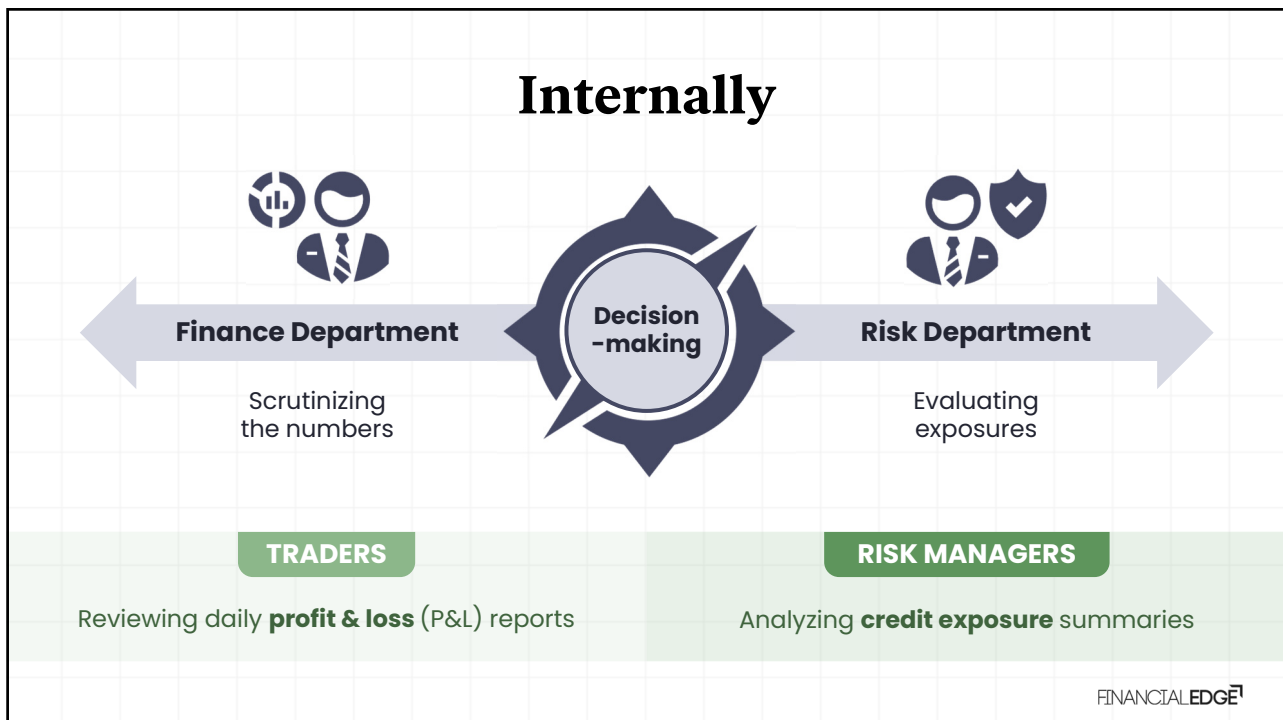 Internally
Finance Department
Scrutinizing
the numbers
Decision
-making
Risk Department
Evaluating
exposures
TRADERS
Reviewing daily profit & loss (P&L) reports
RISK MANAGERS
Analyzing credit exposure summaries
FINANCIALEDGE